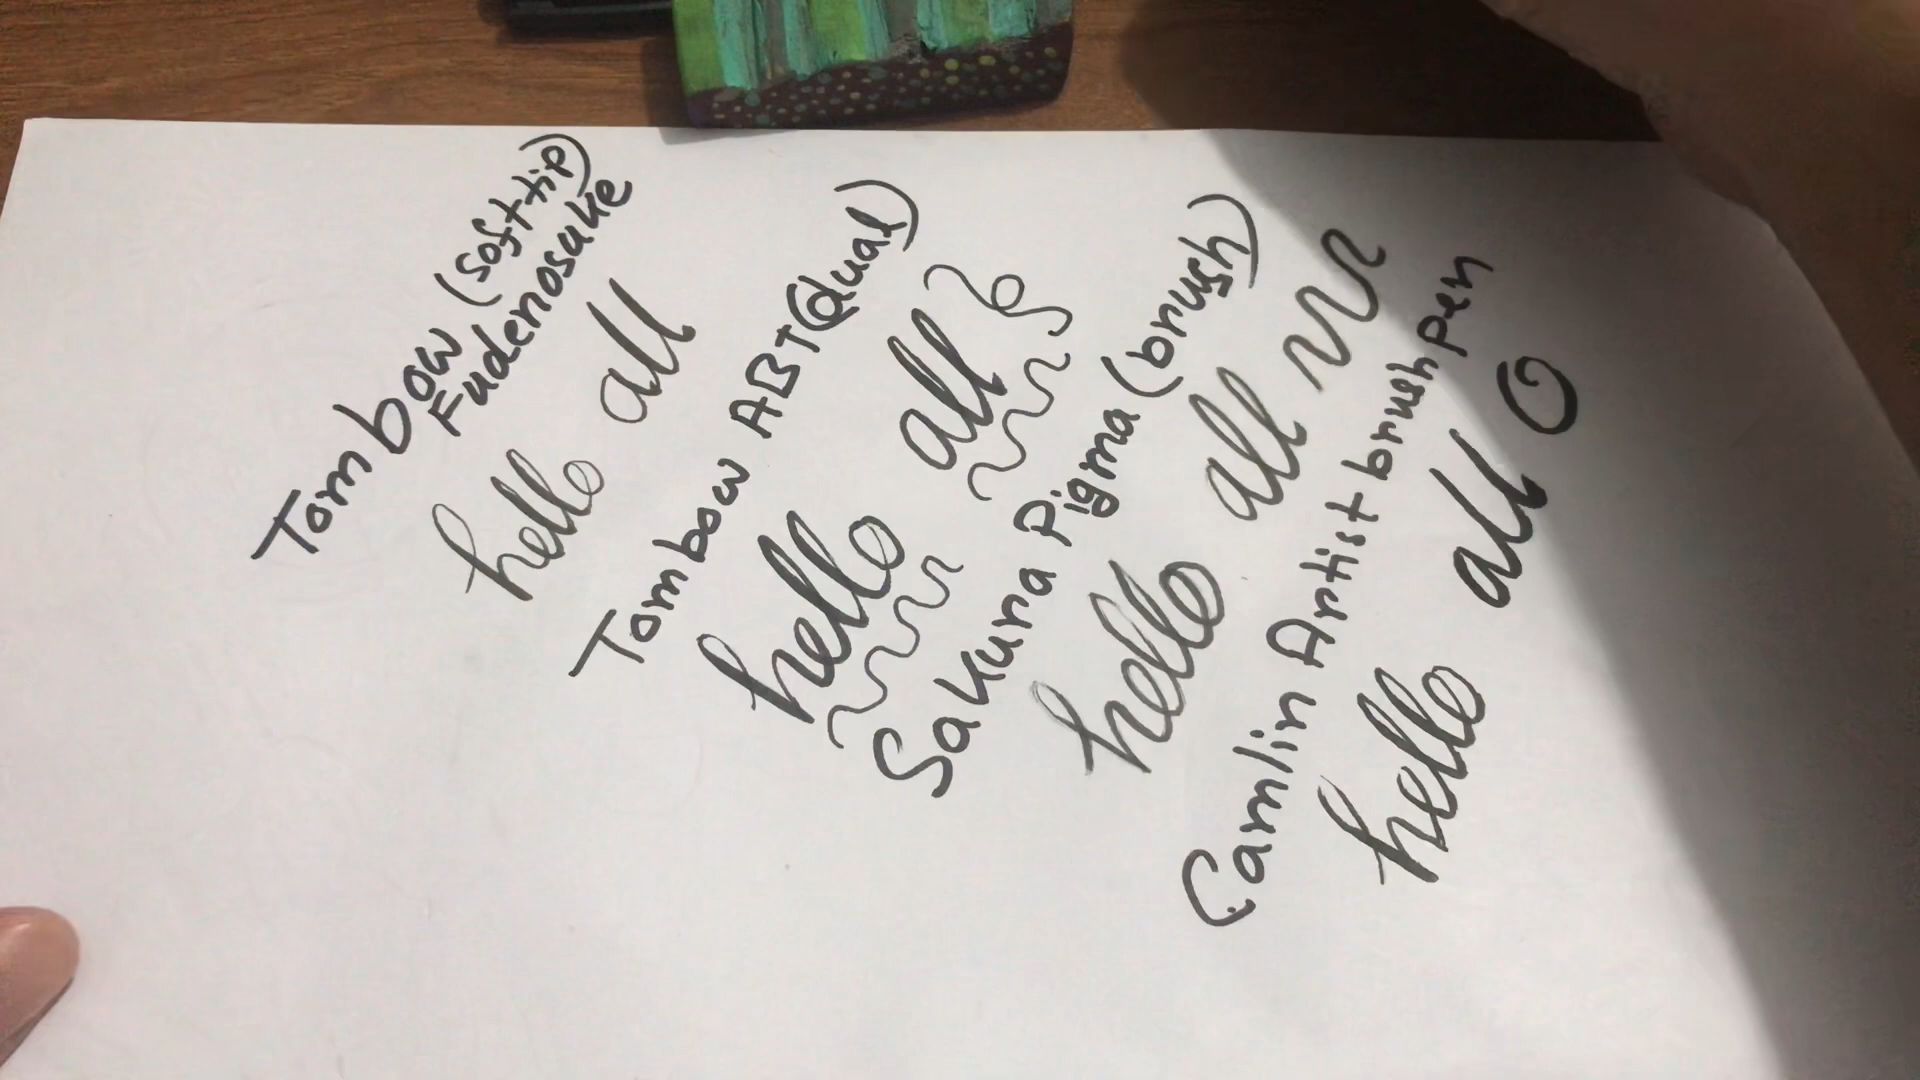 Tombow (soft tip)
Fudenosuke
hello all
Tombow ABT (dual)
hello all
Sakura Pigma (brush)
hello all
Camlin Artist brush pen
hello all